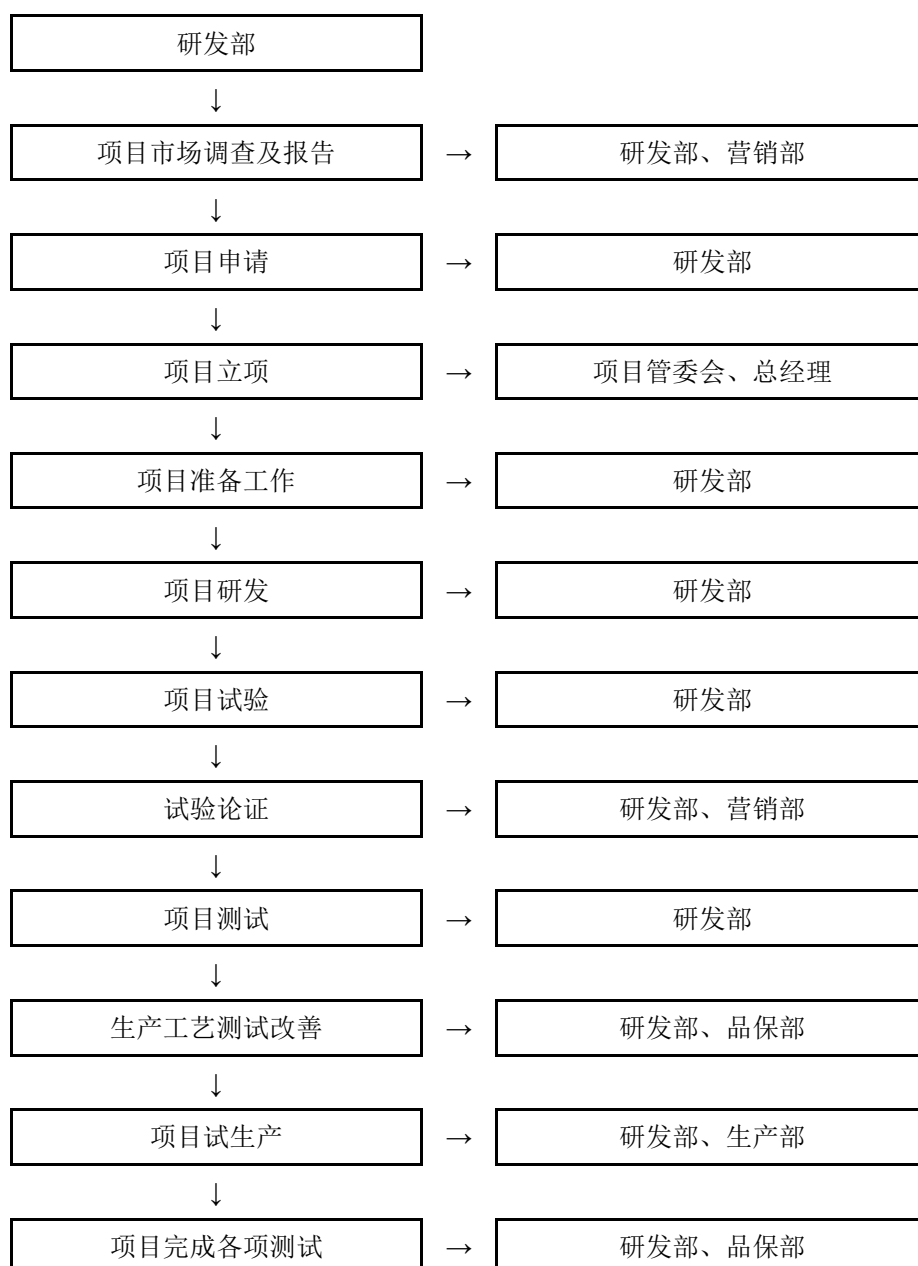 研发部
↓
项目市场调查及报告 → 研发部、营销部
↓
项目申请 → 研发部
↓
项目立项 → 项目管委会、总经理
↓
项目准备工作 → 研发部
↓
项目研发 → 研发部
↓
项目试验 → 研发部
↓
试验论证 → 研发部、营销部
↓
项目测试 → 研发部
↓
生产工艺测试改善 → 研发部、品保部
↓
项目试生产 → 研发部、生产部
↓
项目完成各项测试 → 研发部、品保部